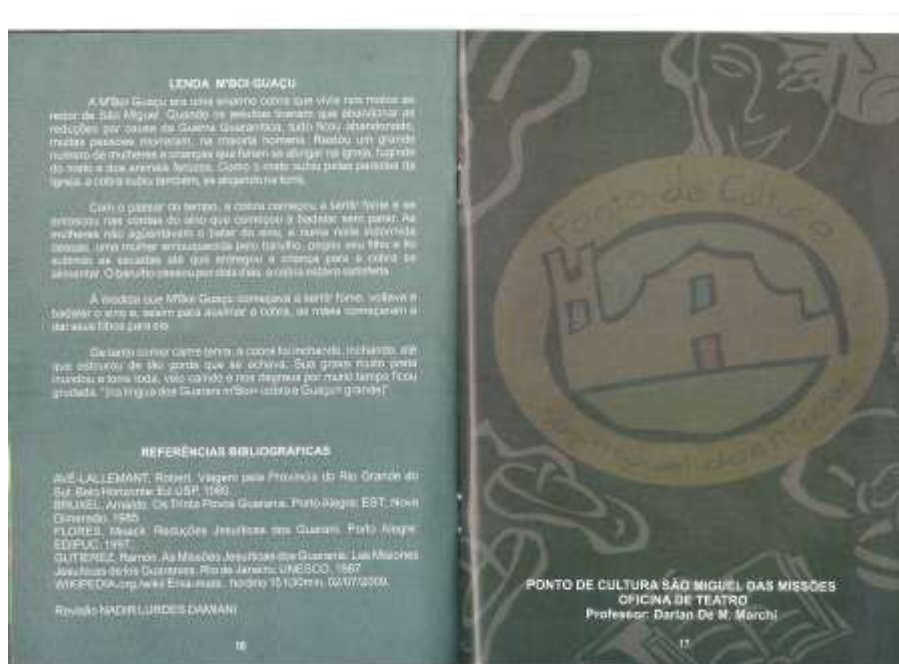 LENDA M'BOI-GUAÇU
A M'Boi Guaçu era uma enorme cobra que vivia nos matos ao
redor de São Miguel. Quando os jesuítas tiveram que abandonar as
reduções por causa da Guerra Guaranítica, tudo ficou abandonado,
muitas pessoas morreram, na maioria homens. Restou um grande
número de mulheres e crianças que foram se abrigar na igreja, fugindo
do mato e dos animais ferozes. Como o mato subiu pelas paredes da
igreja, a cobra subiu também, se alojando na torre.
Com o passar do tempo, a cobra começou a sentir fome e se
enroscou nas cordas do sino que começou a badalar sem parar. As
mulheres não agüentavam o bater do sino, e numa noite
dessas, uma mulher enlouquecida pelo barulho, pegou seu filho e foi
subindo as escadas até que entregou a criança para a cobra se
alimentar. O barulho passou por dois dias, a cobra estava satisfeita.
À medida que M'Boi Guaçu começava a sentir fome, voltava a
badalar o sino e, assim para acalmar a cobra, as mães começaram a
dar seus filhos para ela.
De tanto comer carne tenra, a cobra foi inchando, inchando, até
que estourou de tão gorda que se achava. Sua graxa muito preta
inundou a torre toda, veio caindo e nos degraus por muito tempo ficou
grudada. "(na língua dos Guarani m'Boi= cobra e Guaçu= grande)"
REFERÊNCIAS BIBLIOGRÁFICAS
AVÉ-LALLEMANT, Robert. Viagem pela Província do Rio Grande do
Sul. Belo Horizonte: Ed USP, 1980.
BRUXEL, Arnaldo. Os Trinta Povos Guaranis. Porto Alegre: EST, Nova
Dimensão, 1985.
FLORES, Moacir. Reduções Jesuíticas dos Guarani. Porto Alegre:
EDIPUC, 1997.
GUTIERREZ, Ramón. As Missões Jesuíticas dos Guaranis. Las Misiones
Jesuíticas de los Guaranies. Rio de Janeiro: UNESCO, 1987.
WIKIPEDIA.org/wiki horário 02/07/2009.
Revisão NADIR LURDES DAMIANI
16
Ponto de Cultura
São Miguel das Missões
PONTO DE CULTURA SÃO MIGUEL DAS MISSÕES
OFICINA DE TEATRO
Professor: Darlan De M. Marchi
17